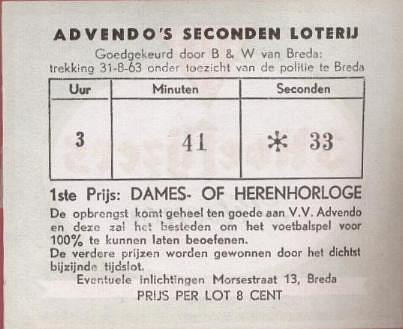 ADVENDO'S SECONDEN LOTERIJ
Goedgekeurd door B & W van Breda:
trekking 31-8-63 onder toezicht van de politie te Breda
Uur Minuten Seconden
3 41 * 33
1ste Prijs: DAMES- OF HERENHORLOGE
De opbrengst komt geheel ten goede aan V.V. Advendo
en deze zal het besteden om het voetbalspel voor
100% te kunnen laten beoefenen.
De verdere prijzen worden gewonnen door het dichtst
bijzijnde tijdslot.
Eventuele inlichtingen Morsestraat 13, Breda
PRIJS PER LOT 8 CENT